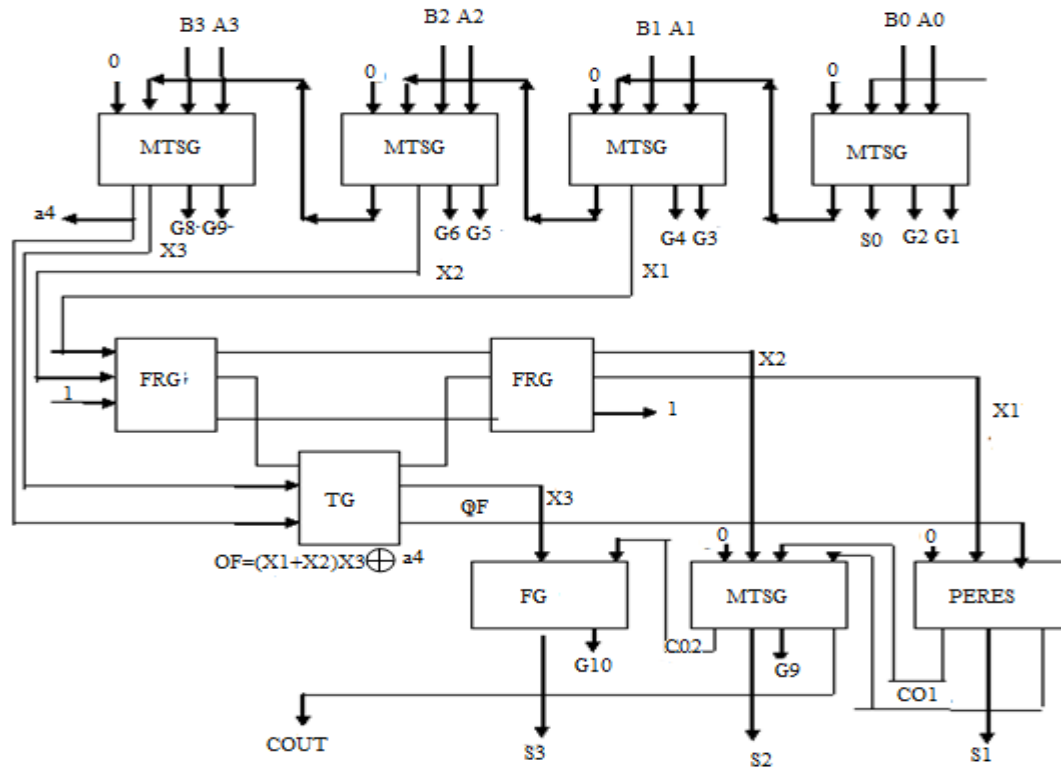 B3 A3
B2 A2
B1 A1
B0 A0
0
0
0
0
MTSG
MTSG
MTSG
MTSG
a4
G8 G9
X3
G6 G5
X2
G4 G3
X1
S0
G2 G1
FRG
1
FRG
X2
1
X1
TG
X3
OF
OF=(X1+X2)X3⊕ a4
0
0
FG
MTSG
PERES
G10
C02
G9
CO1
COUT
S3
S2
S1